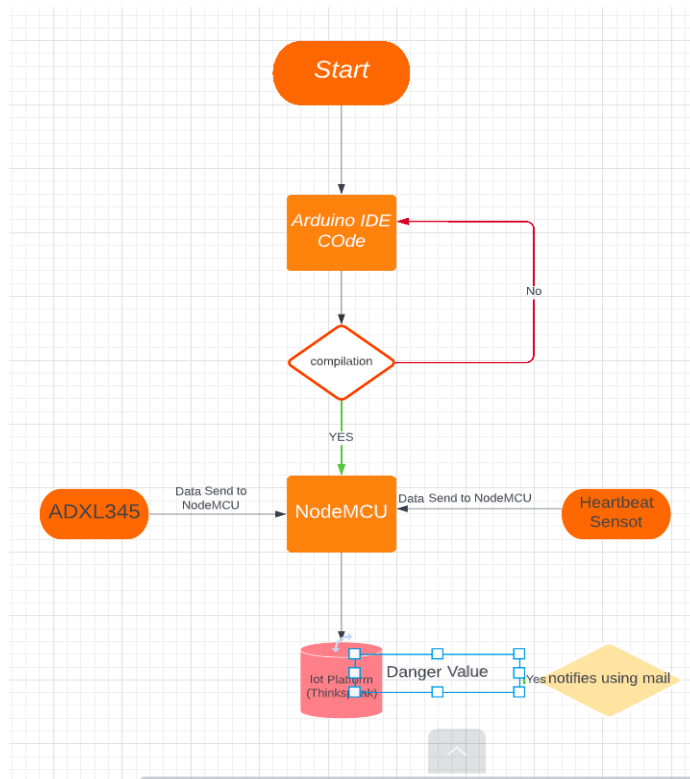 Start
Arduino IDE
COde
No
compilation
YES
Data Send to
NodeMCU
ADXL345
NodeMCU
Data Send to NodeMCU
Heartbeat
Sensot
Iot Platform
(Thinkspeak)
Danger Value
Yes
notifies using mail